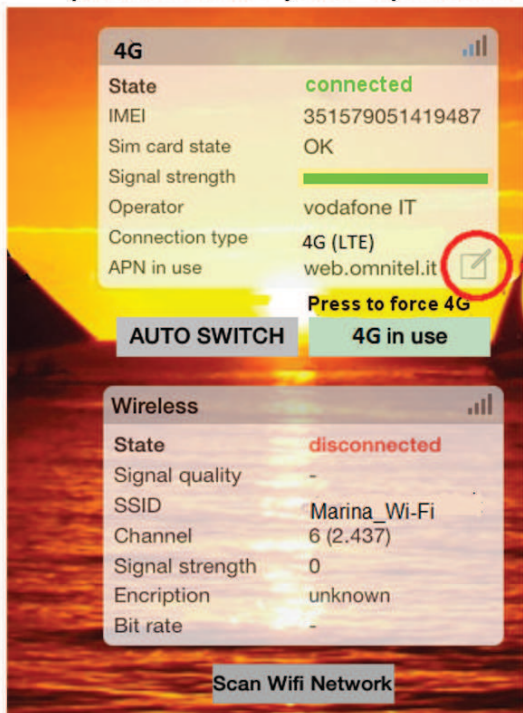 4G
State connected
IMEI 351579051419487
Sim card state OK
Signal strength
Operator vodafone IT
Connection type 4G (LTE)
APN in use web.omnitel.it
Press to force 4G
AUTO SWITCH 4G in use
Wireless
State disconnected
Signal quality -
SSID Marina_Wi-Fi
Channel 6 (2.437)
Signal strength 0
Encription unknown
Bit rate -
Scan Wifi Network